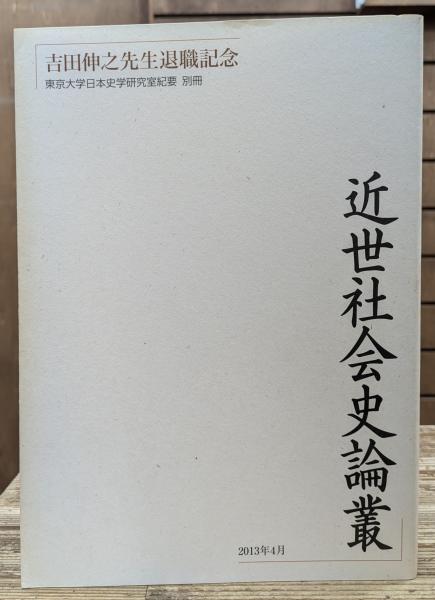 吉田伸之先生退職記念
東京大学日本史学研究室紀要 別冊
近世社会史論叢
2013年4月